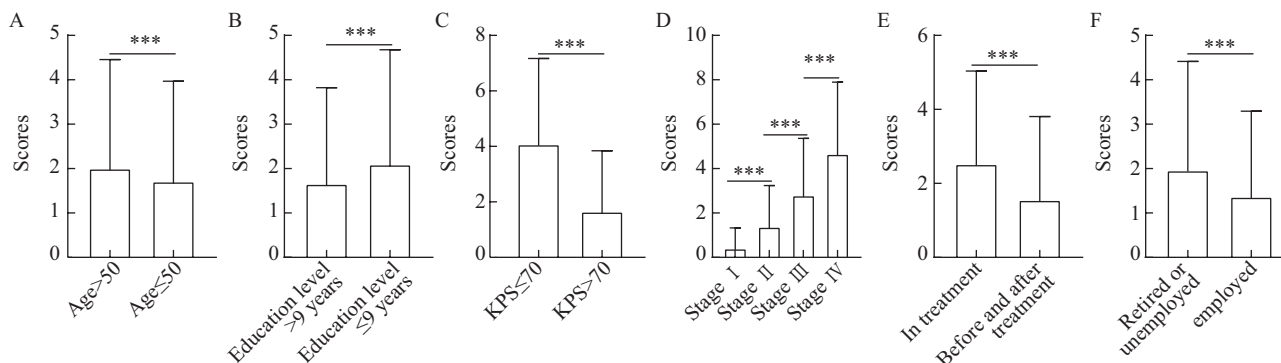 A
Scores
5
4
3
2
1
0
***
Age>50
Age≤50
B
Scores
5
4
3
2
1
0
***
Education level
>9 years
Education level
≤9 years
C
Scores
8
6
4
2
0
***
KPS≤70
KPS>70
D
Scores
10
8
6
4
2
0
***
***
***
Stage Ⅰ
Stage Ⅱ
Stage Ⅲ
Stage Ⅳ
E
Scores
6
4
2
0
***
In treatment
Before and after
treatment
F
Scores
5
4
3
2
1
0
***
Retired or
unemployed
employed